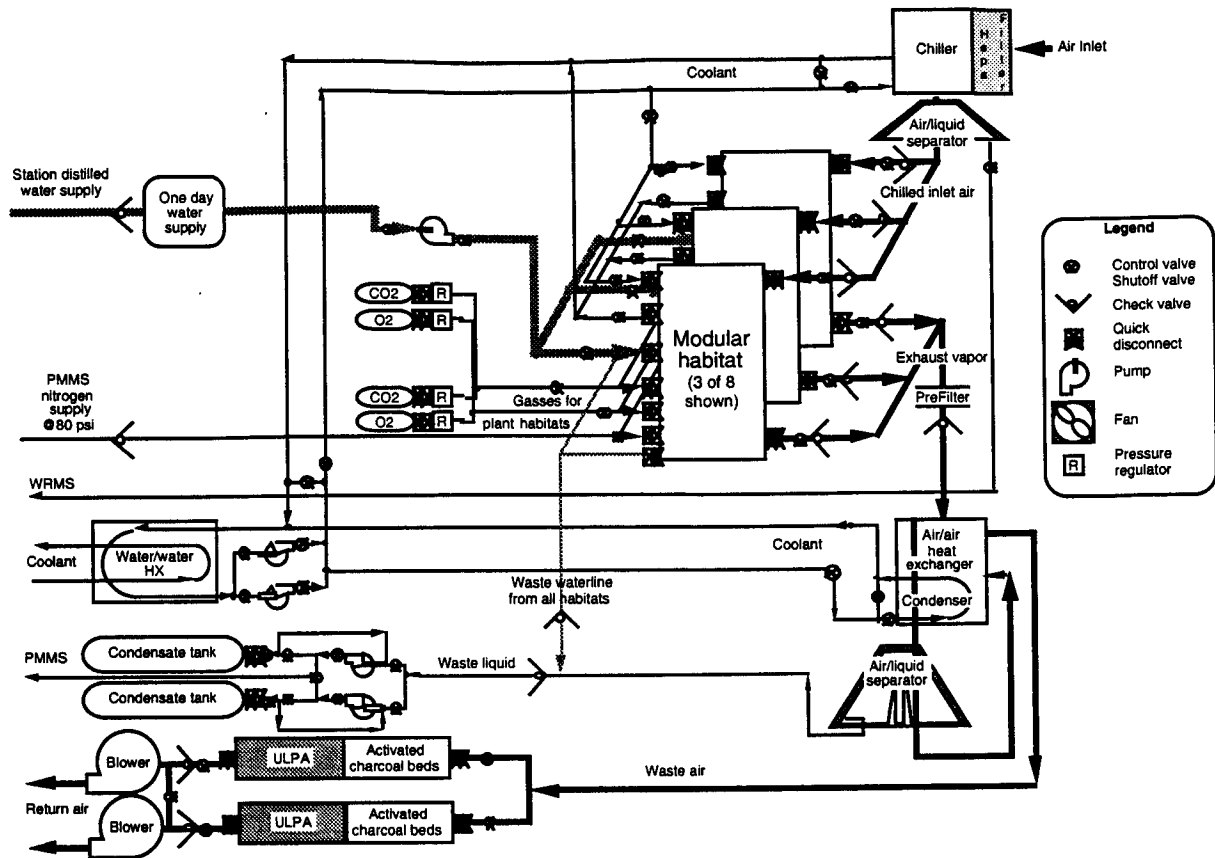 Chiller
Hepa
Filter
Air Inlet
Coolant
Air/liquid
separator
Station distilled
water supply
One day
water
supply
Chilled inlet air
Legend
Control valve
Shutoff valve
Check valve
Quick
disconnect
Pump
Fan
R
Pressure
regulator
CO2
R
O2
R
Modular
habitat
(3 of 8
shown)
Exhaust vapor
PreFilter
PMMS
nitrogen
supply
@80 psi
CO2
R
O2
R
Gasses for
plant habitats
WRMS
Coolant
Water/water
HX
Coolant
Air/air
heat
exchanger
Condenser
Waste waterline
from all habitats
Condensate tank
PMMS
Condensate tank
Waste liquid
Air/liquid
separator
Blower
ULPA
Activated
charcoal beds
Waste air
Return air
Blower
ULPA
Activated
charcoal beds